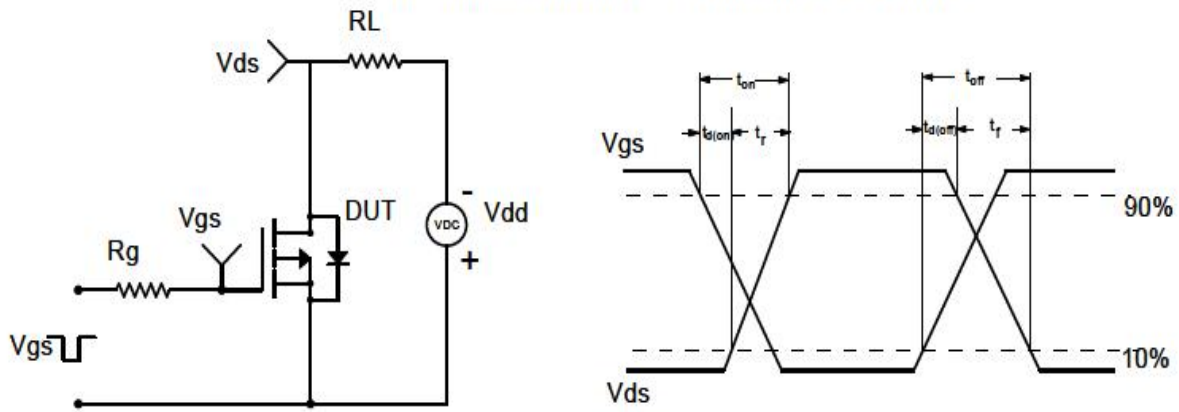 RL
Vds
-
Vdd
+
VDC
DUT
Vgs
Rg
Vgs
ton
toff
td(on)
tr
td(off)
tf
Vgs
90%
10%
Vds